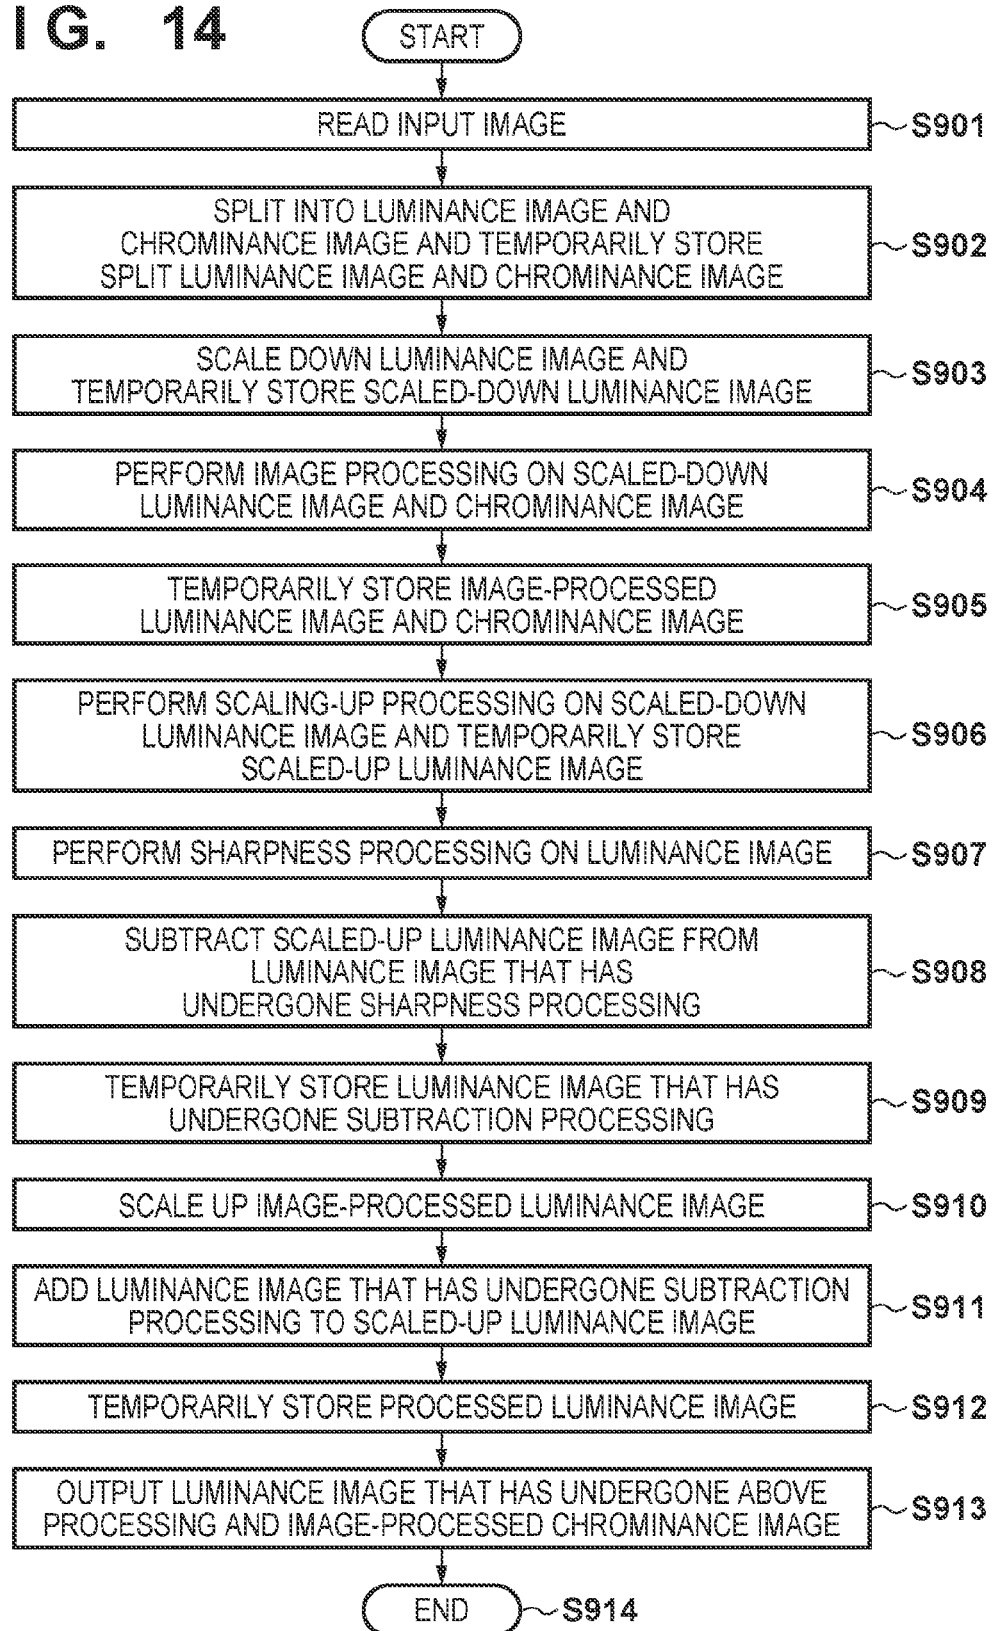 I G. 14
START
READ INPUT IMAGE
S901
SPLIT INTO LUMINANCE IMAGE AND
CHROMINANCE IMAGE AND TEMPORARILY STORE
SPLIT LUMINANCE IMAGE AND CHROMINANCE IMAGE
S902
SCALE DOWN LUMINANCE IMAGE AND
TEMPORARILY STORE SCALED-DOWN LUMINANCE IMAGE
S903
PERFORM IMAGE PROCESSING ON SCALED-DOWN
LUMINANCE IMAGE AND CHROMINANCE IMAGE
S904
TEMPORARILY STORE IMAGE-PROCESSED
LUMINANCE IMAGE AND CHROMINANCE IMAGE
S905
PERFORM SCALING-UP PROCESSING ON SCALED-DOWN
LUMINANCE IMAGE AND TEMPORARILY STORE
SCALED-UP LUMINANCE IMAGE
S906
PERFORM SHARPNESS PROCESSING ON LUMINANCE IMAGE
S907
SUBTRACT SCALED-UP LUMINANCE IMAGE FROM
LUMINANCE IMAGE THAT HAS
UNDERGONE SHARPNESS PROCESSING
S908
TEMPORARILY STORE LUMINANCE IMAGE THAT HAS
UNDERGONE SUBTRACTION PROCESSING
S909
SCALE UP IMAGE-PROCESSED LUMINANCE IMAGE
S910
ADD LUMINANCE IMAGE THAT HAS UNDERGONE SUBTRACTION
PROCESSING TO SCALED-UP LUMINANCE IMAGE
S911
TEMPORARILY STORE PROCESSED LUMINANCE IMAGE
S912
OUTPUT LUMINANCE IMAGE THAT HAS UNDERGONE ABOVE
PROCESSING AND IMAGE-PROCESSED CHROMINANCE IMAGE
S913
END
S914